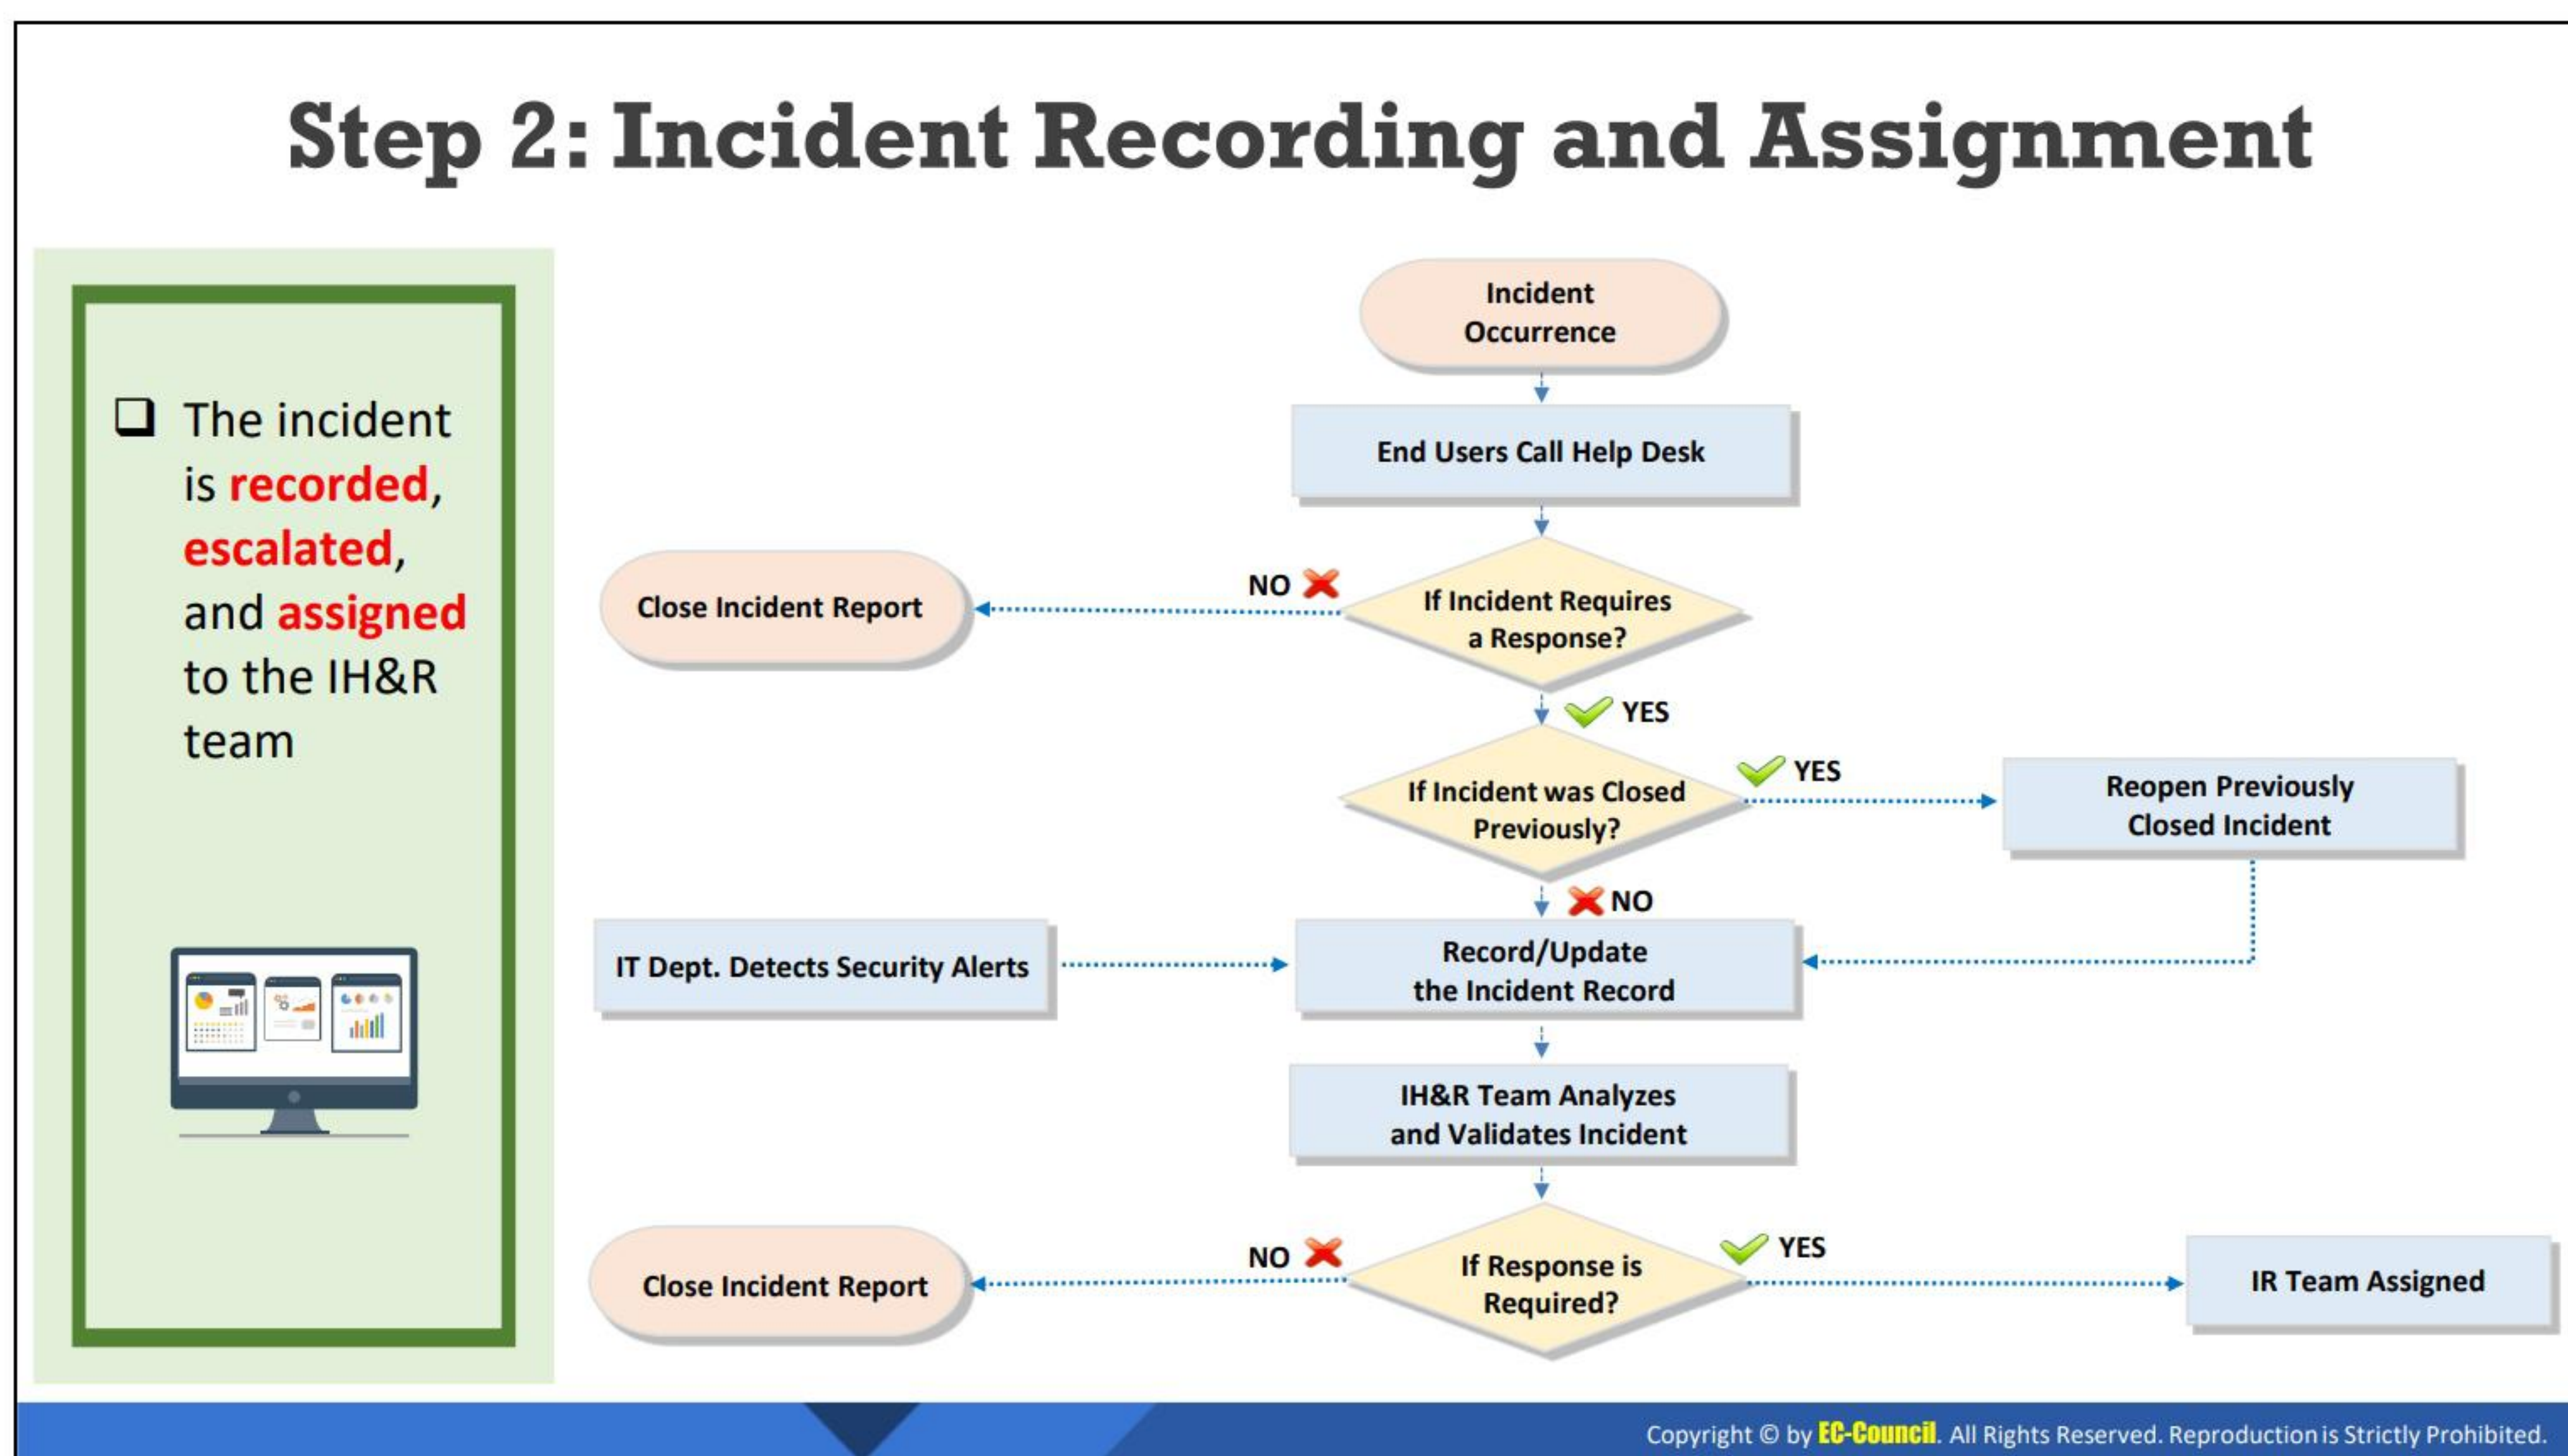 Step 2: Incident Recording and Assignment
❑ The incident
is recorded,
escalated,
and assigned
to the IH&R
team
Incident
Occurrence
End Users Call Help Desk
If Incident Requires
a Response?
NO
Close Incident Report
YES
If Incident was Closed
Previously?
YES
Reopen Previously
Closed Incident
NO
IT Dept. Detects Security Alerts
Record/Update
the Incident Record
IH&R Team Analyzes
and Validates Incident
If Response is
Required?
NO
Close Incident Report
YES
IR Team Assigned
Copyright © by EC-Council. All Rights Reserved. Reproduction is Strictly Prohibited.